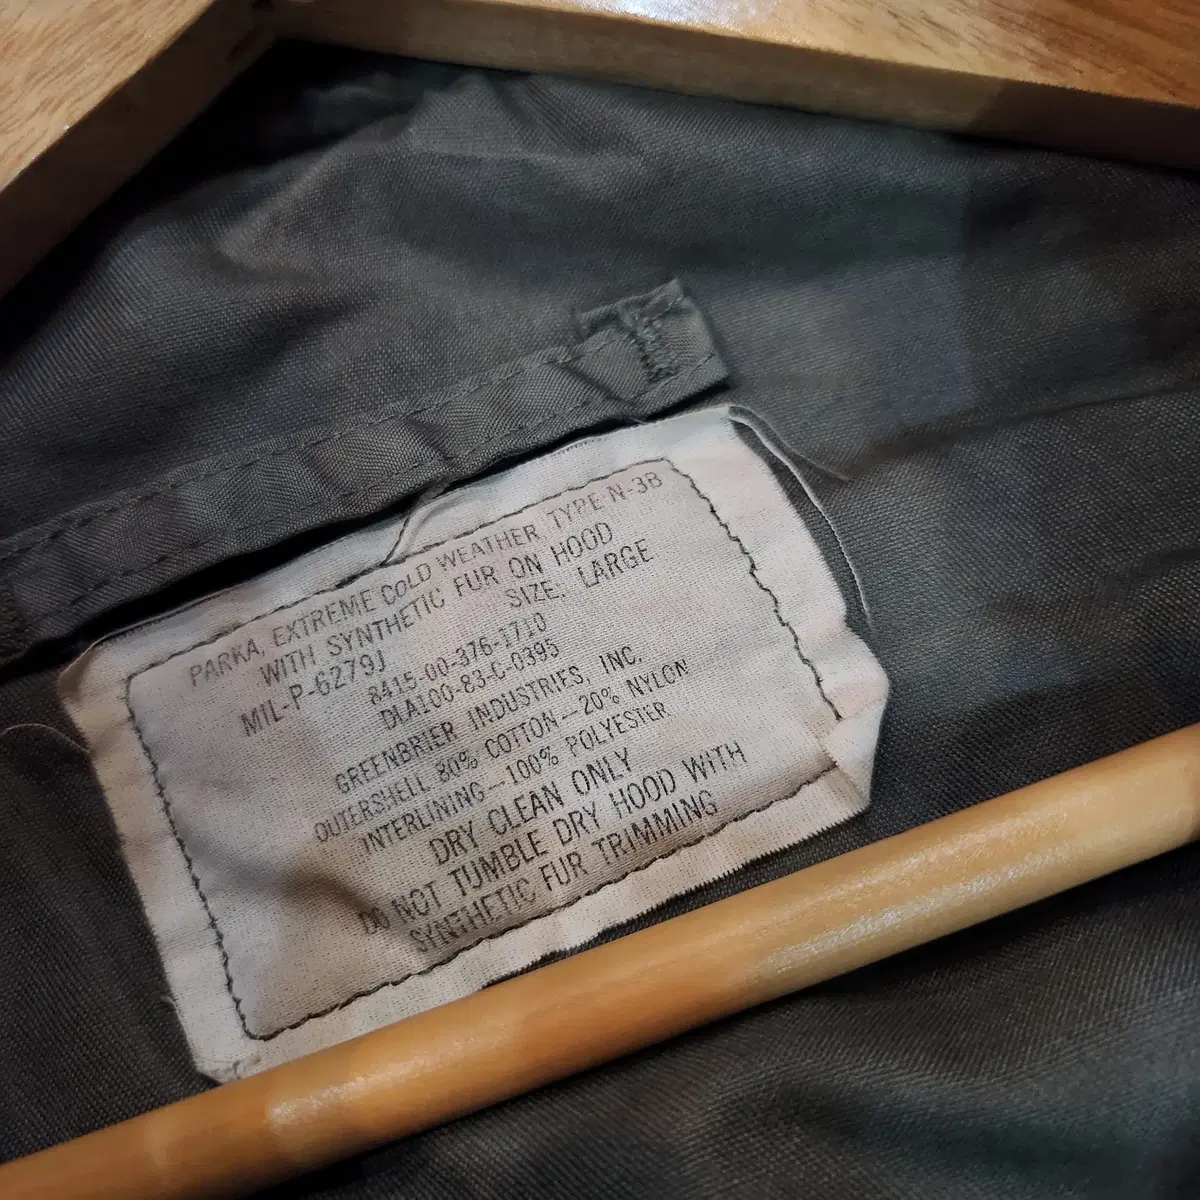 PARKA, EXTREME COLD WEATHER TYPE N-3B
WITH SYNTHETIC FUR ON HOOD
MIL-P-6279J SIZE; LARGE
8415-00-376-1710
DLA100-83-C-0395
GREENBRIER INDUSTRIES, INC.
OUTERSHELL 80% COTTON—20% NYLON
INTERLINING—100% POLYESTER
DRY CLEAN ONLY
DO NOT TUMBLE DRY HOOD WITH
SYNTHETIC FUR TRIMMING